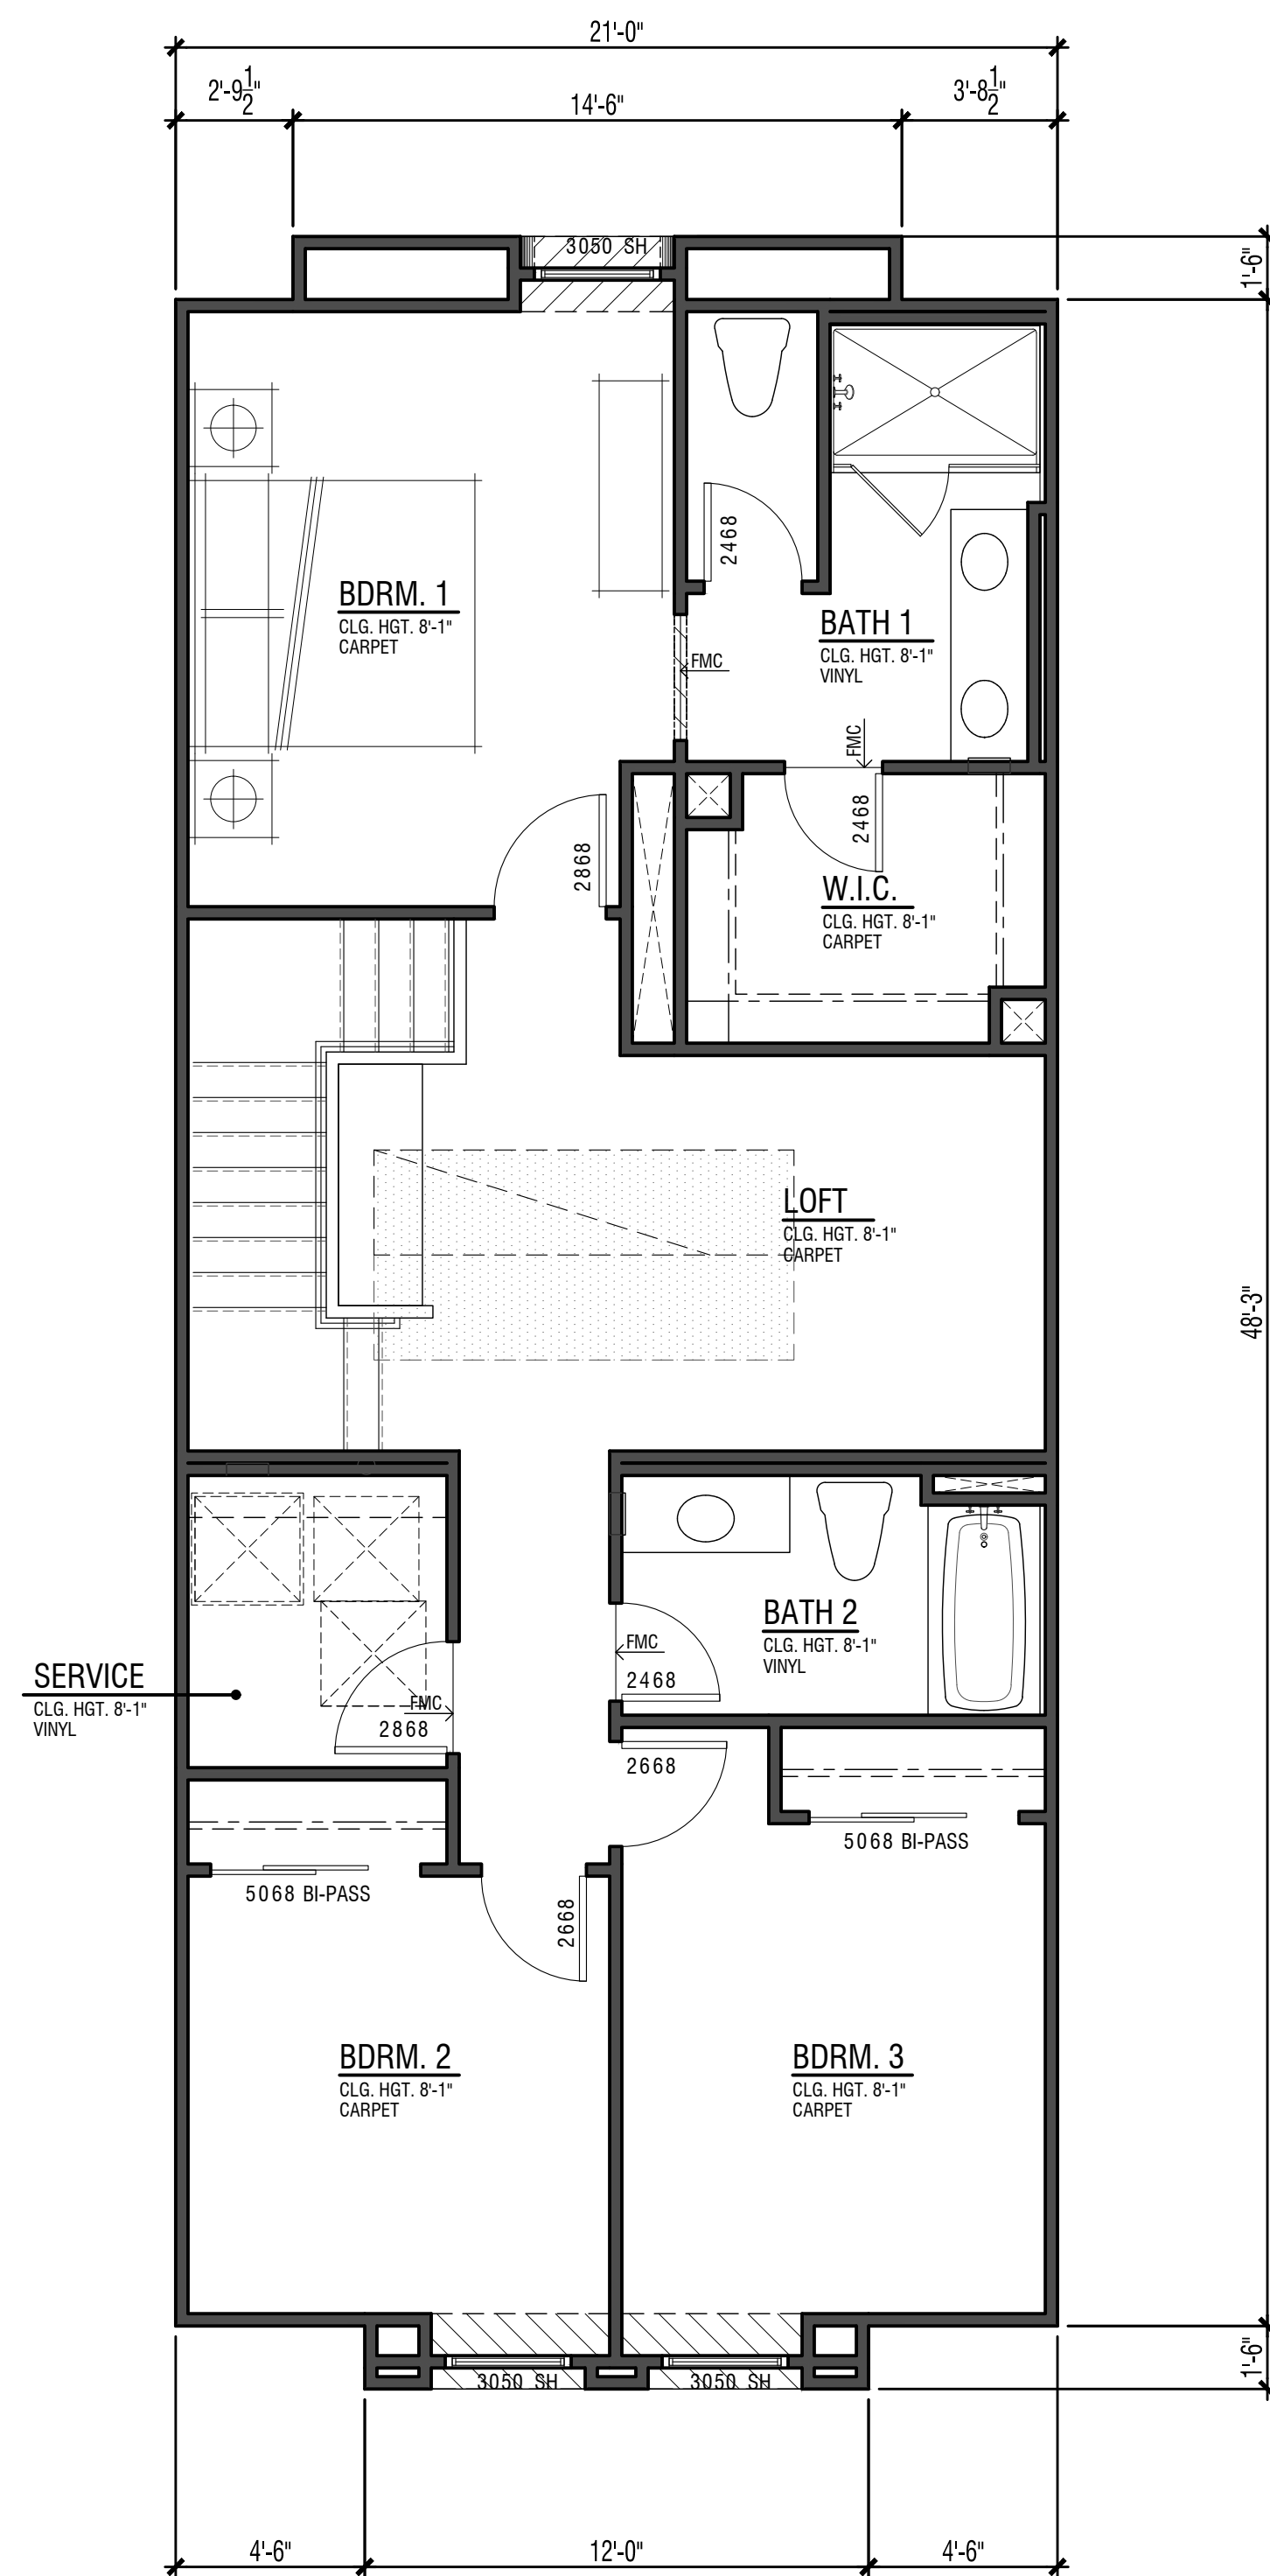 21'-0"
2'-9 1/2"
14'-6"
3'-8 1/2"
3050 SH
1'-6"
2468
BDRM. 1
CLG. HGT. 8'-1"
CARPET
BATH 1
CLG. HGT. 8'-1"
VINYL
FMC
FMC
2468
2868
W.I.C.
CLG. HGT. 8'-1"
CARPET
LOFT
CLG. HGT. 8'-1"
CARPET
48'-3"
BATH 2
CLG. HGT. 8'-1"
VINYL
FMC
2468
SERVICE
CLG. HGT. 8'-1"
VINYL
FMC
2868
2668
5068 BI-PASS
5068 BI-PASS
2668
BDRM. 2
CLG. HGT. 8'-1"
CARPET
BDRM. 3
CLG. HGT. 8'-1"
CARPET
3050 SH
3050 SH
1'-6"
4'-6"
12'-0"
4'-6"